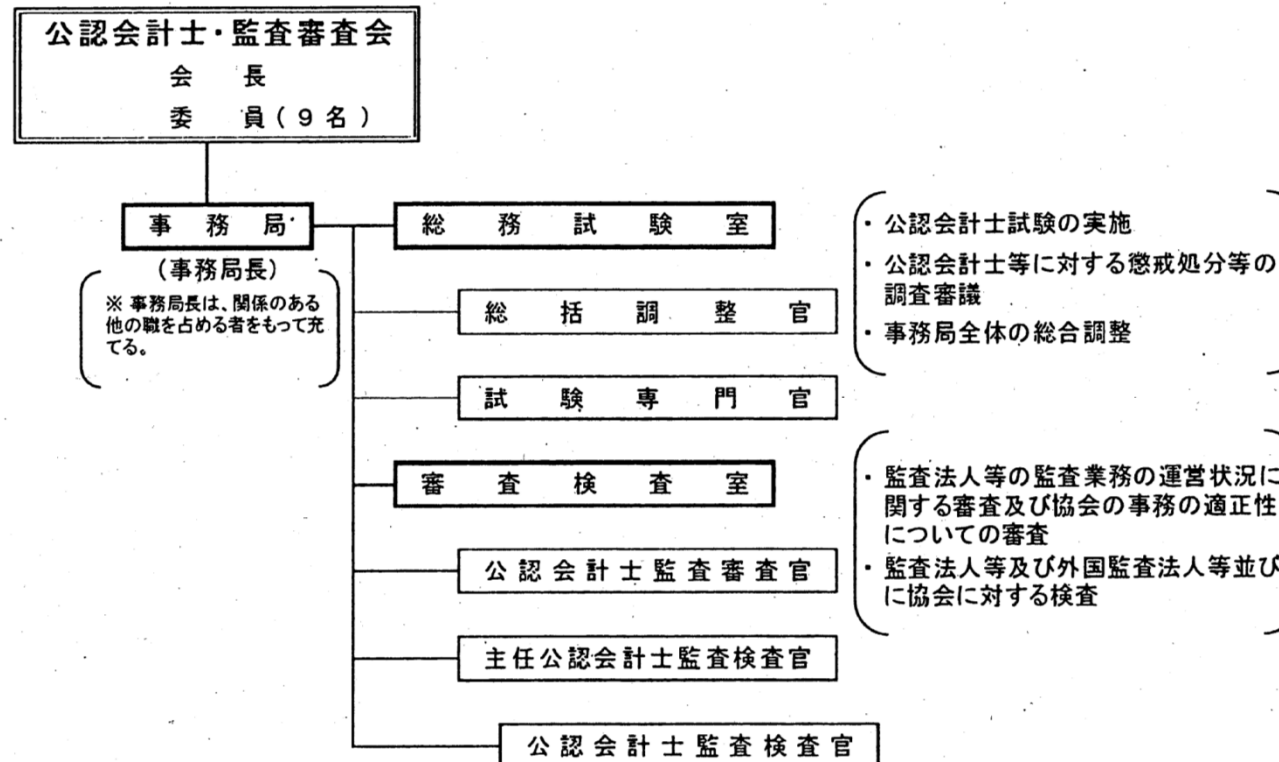 公認会計士・監査審査会
会 長
委 員(9名)
事務局
(事務局長)
※ 事務局長は、関係のある
他の職を占める者をもって充
てる。
総務試験室
総括調整官
試験専門官
・ 公認会計士試験の実施
・ 公認会計士等に対する懲戒処分等の
調査審議
・ 事務局全体の総合調整
審査検査室
公認会計士監査審査官
主任公認会計士監査検査官
公認会計士監査検査官
・ 監査法人等の監査業務の運営状況に
関する審査及び協会の事務の適正性
についての審査
・ 監査法人等及び外国監査法人等並び
に協会に対する検査